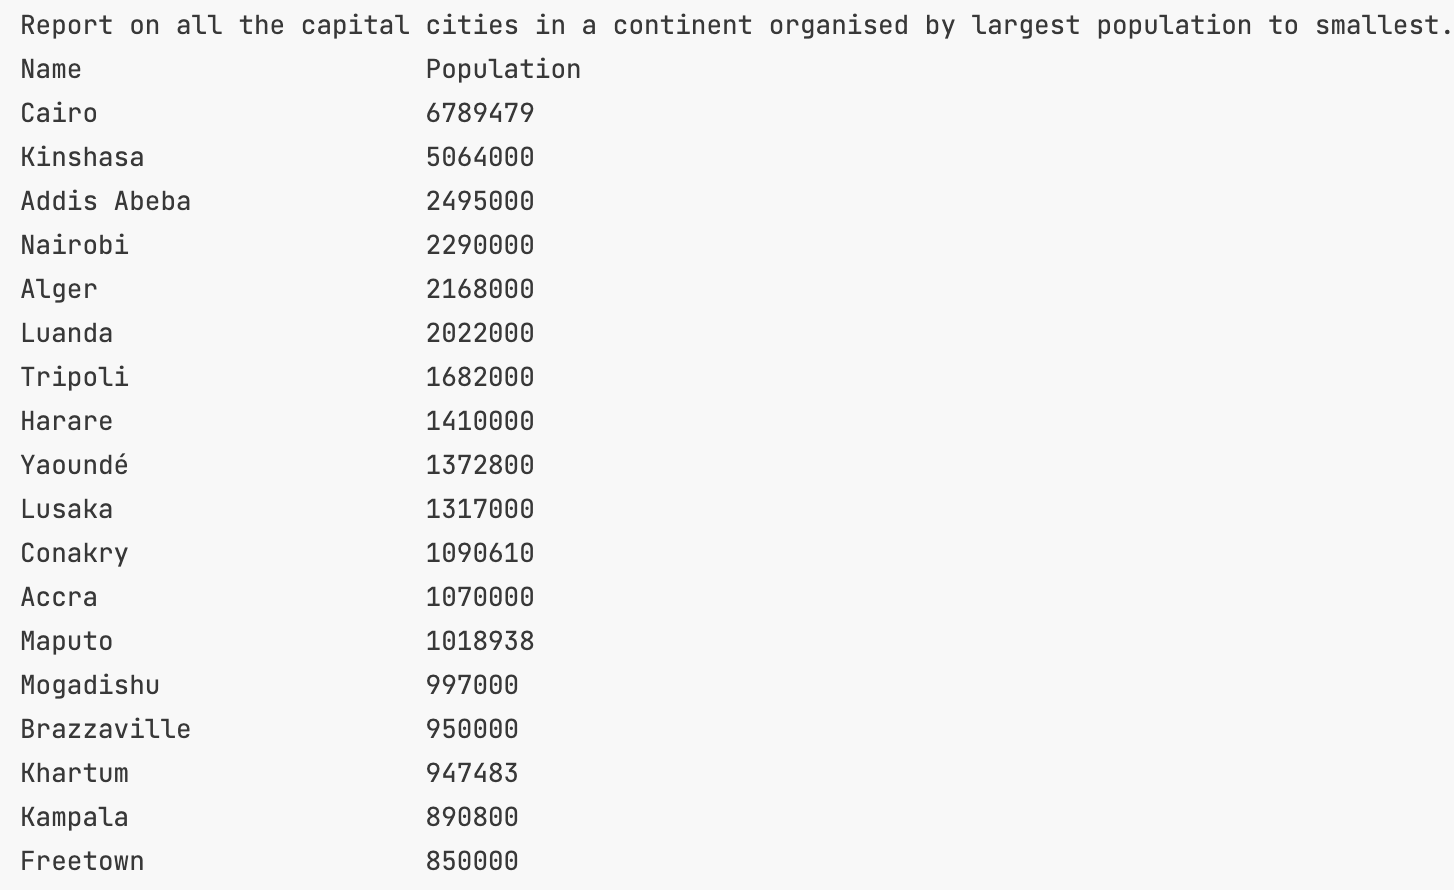 Report on all the capital cities in a continent organised by largest population to smallest.
Name Population
Cairo 6789479
Kinshasa 5064000
Addis Abeba 2495000
Nairobi 2290000
Alger 2168000
Luanda 2022000
Tripoli 1682000
Harare 1410000
Yaoundé 1372800
Lusaka 1317000
Conakry 1090610
Accra 1070000
Maputo 1018938
Mogadishu 997000
Brazzaville 950000
Khartum 947483
Kampala 890800
Freetown 850000